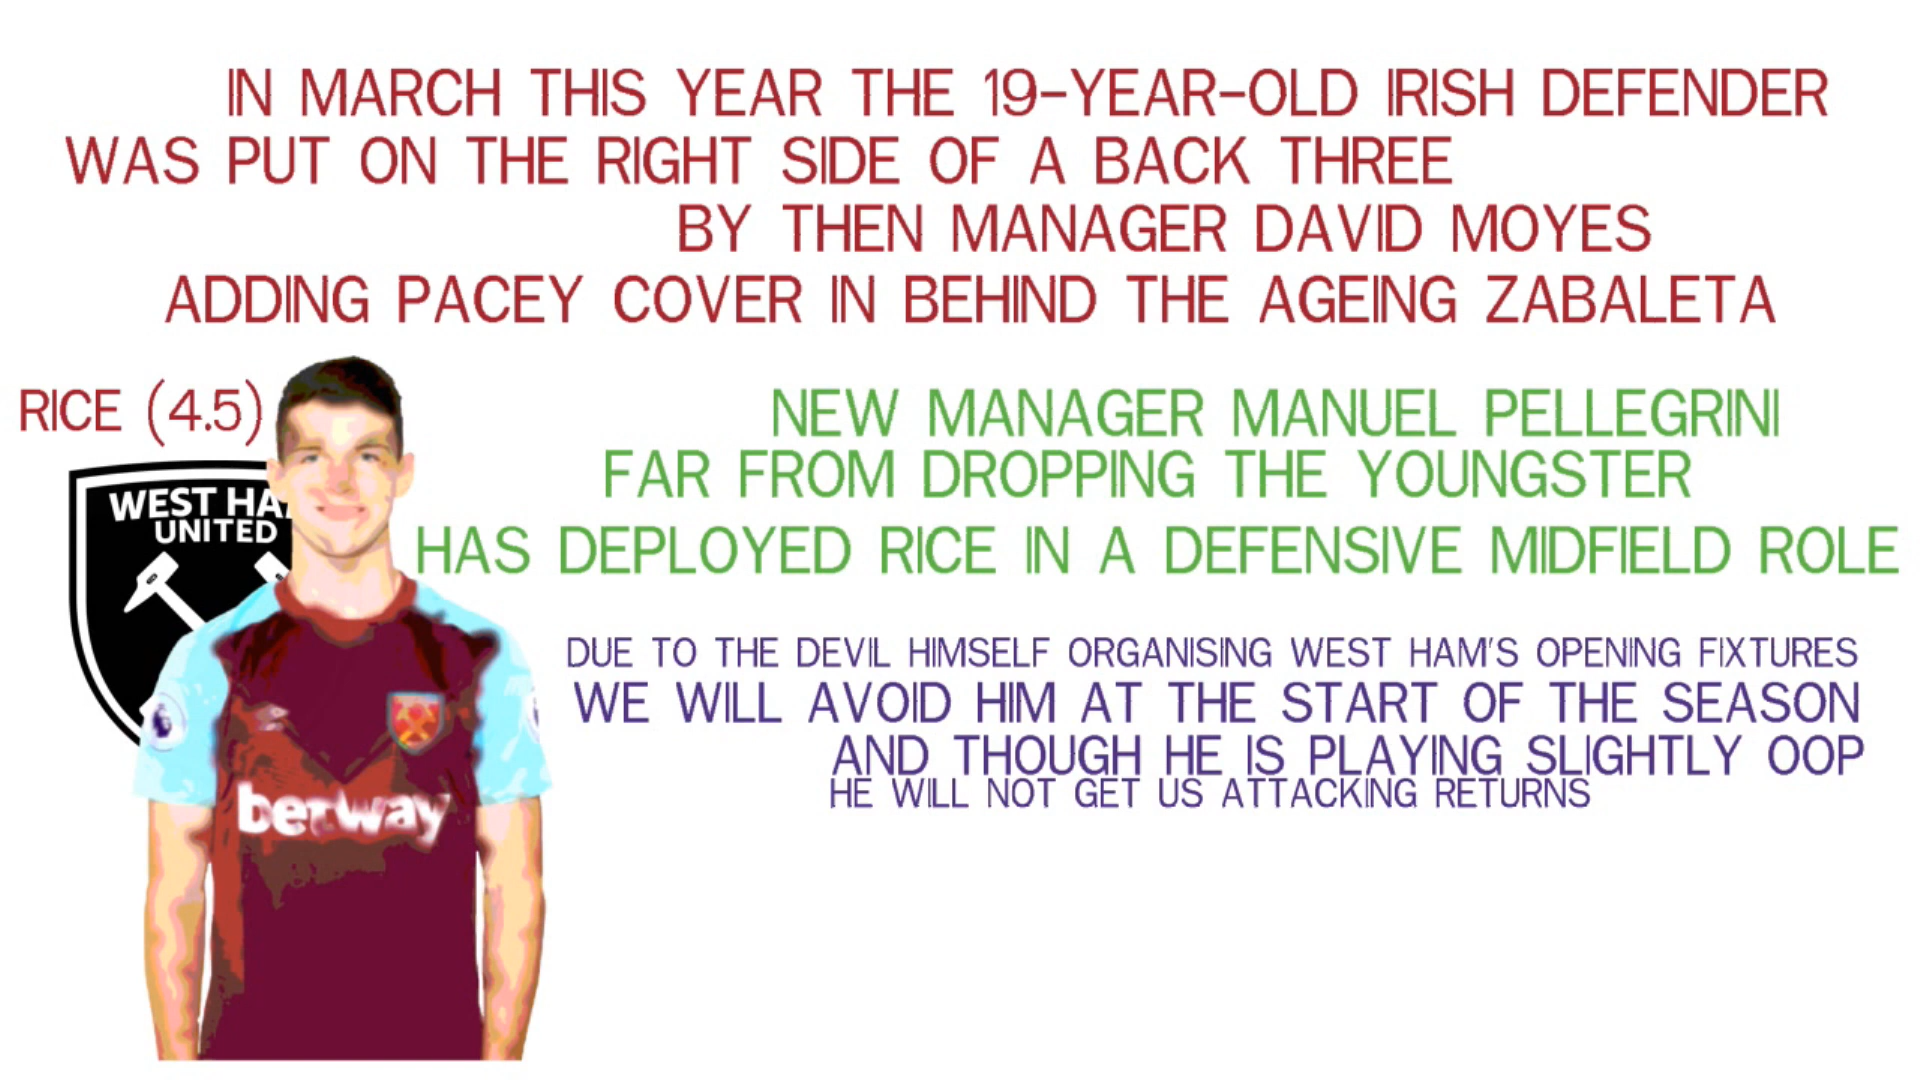 IN MARCH THIS YEAR THE 19-YEAR-OLD IRISH DEFENDER
WAS PUT ON THE RIGHT SIDE OF A BACK THREE
BY THEN MANAGER DAVID MOYES
ADDING PACEY COVER IN BEHIND THE AGEING ZABALETA
RICE (4.5)
WEST HA
UNITED
NEW MANAGER MANUEL PELLEGRINI
FAR FROM DROPPING THE YOUNGSTER
HAS DEPLOYED RICE IN A DEFENSIVE MIDFIELD ROLE
DUE TO THE DEVIL HIMSELF ORGANISING WEST HAM'S OPENING FIXTURES
WE WILL AVOID HIM AT THE START OF THE SEASON
AND THOUGH HE IS PLAYING SLIGHTLY OOP
HE WILL NOT GET US ATTACKING RETURNS
betway